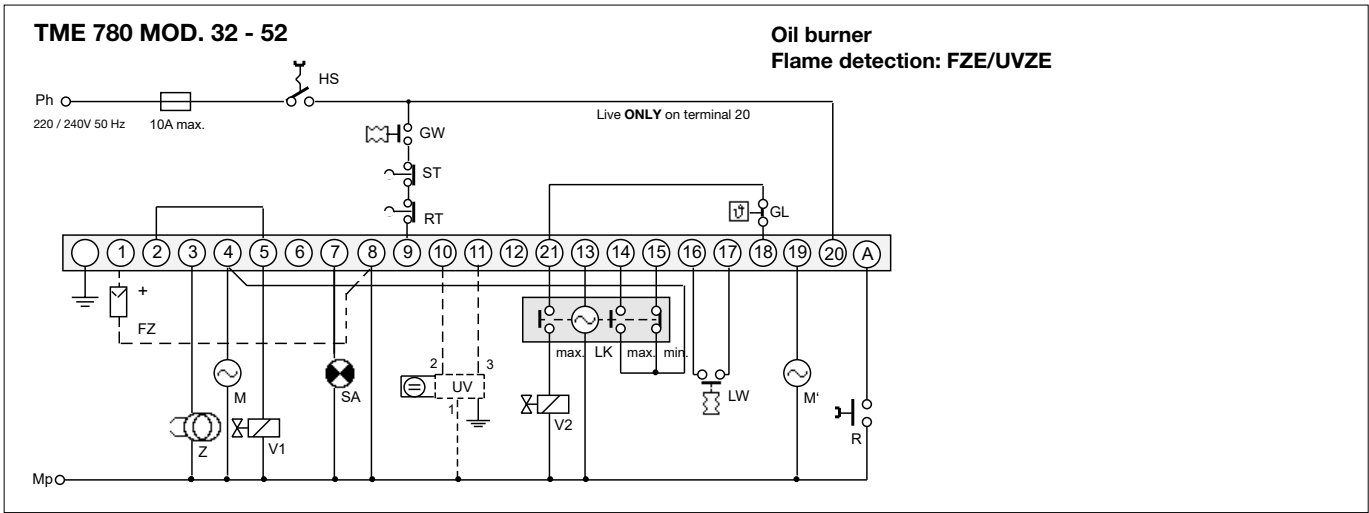 TME 780 MOD. 32 - 52
Oil burner
Flame detection: FZE/UVZE
HS
Ph
220 / 240V 50 Hz
10A max.
Live ONLY on terminal 20
GW
ST
RT
GL
1 2 3 4 5 6 7 8 9 10 11 12 21 13 14 15 16 17 18 19 20 A
+
FZ
max. LK max. min.
2 3
UV
1
M
SA
LW
M‘
Z
V1
V2
R
Mp